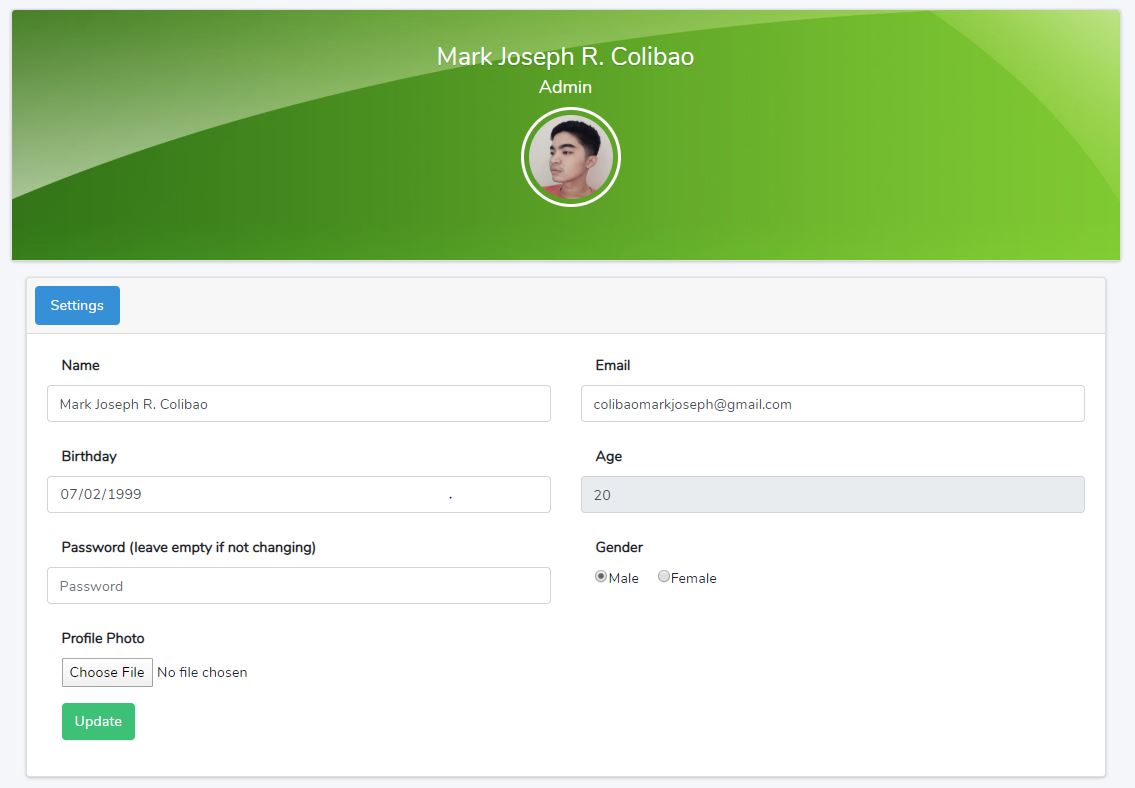 Mark Joseph R. Colibao
Admin
Settings
Name
Email
Mark Joseph R. Colibao
colibaomarkjoseph@gmail.com
Birthday
Age
07/02/1999
20
Password (leave empty if not changing)
Gender
Password
Male Female
Profile Photo
Choose File No file chosen
Update